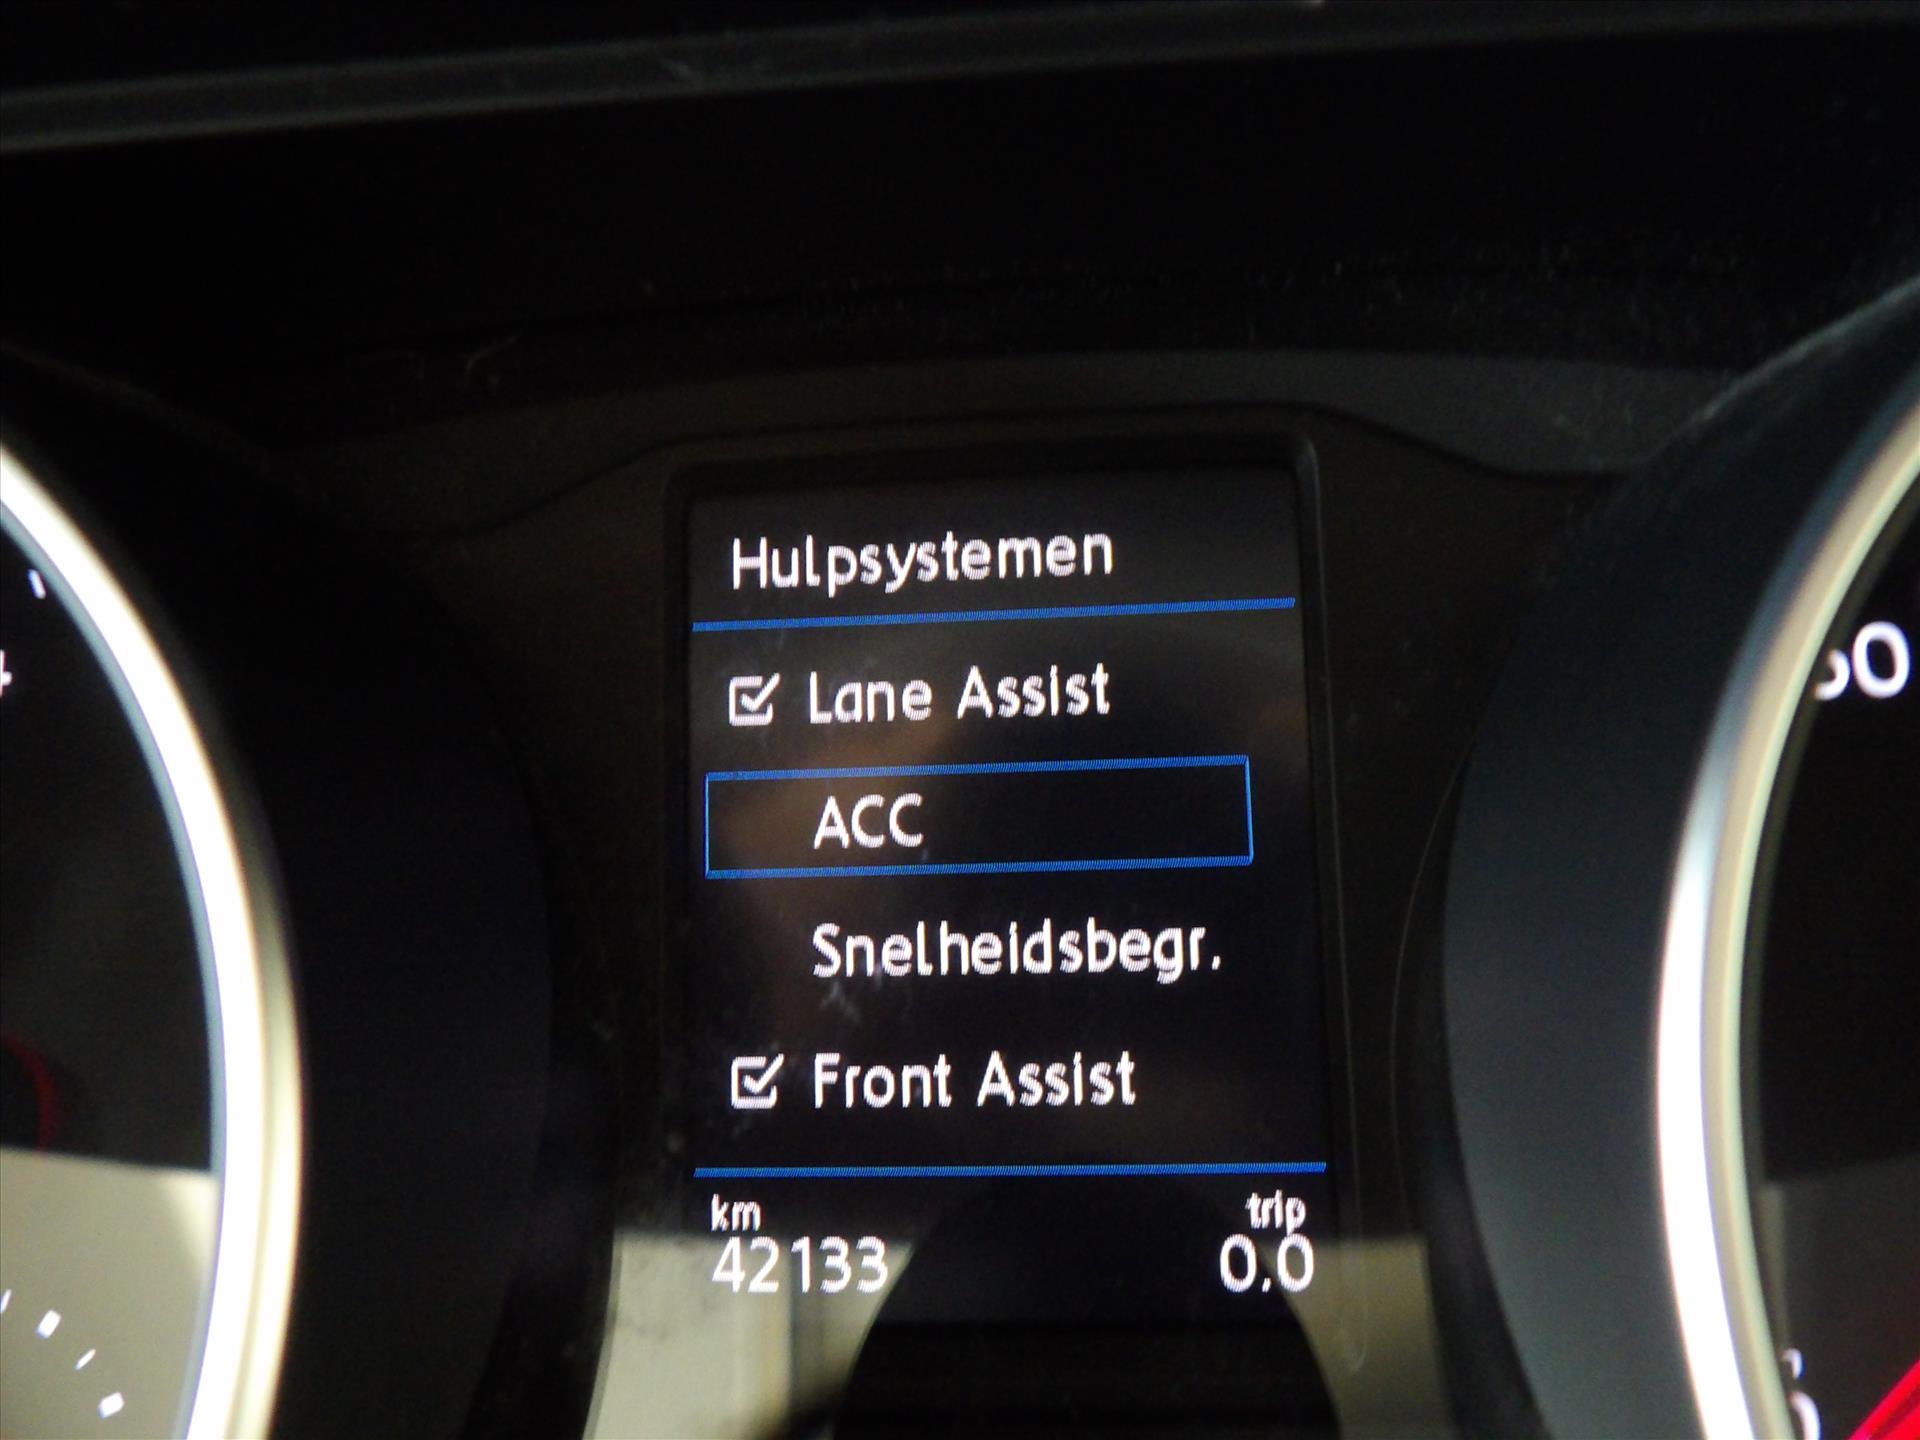 Hulpsystemen
Lane Assist
ACC
Snelheidsbegr.
Front Assist
km trip
42133 0.0